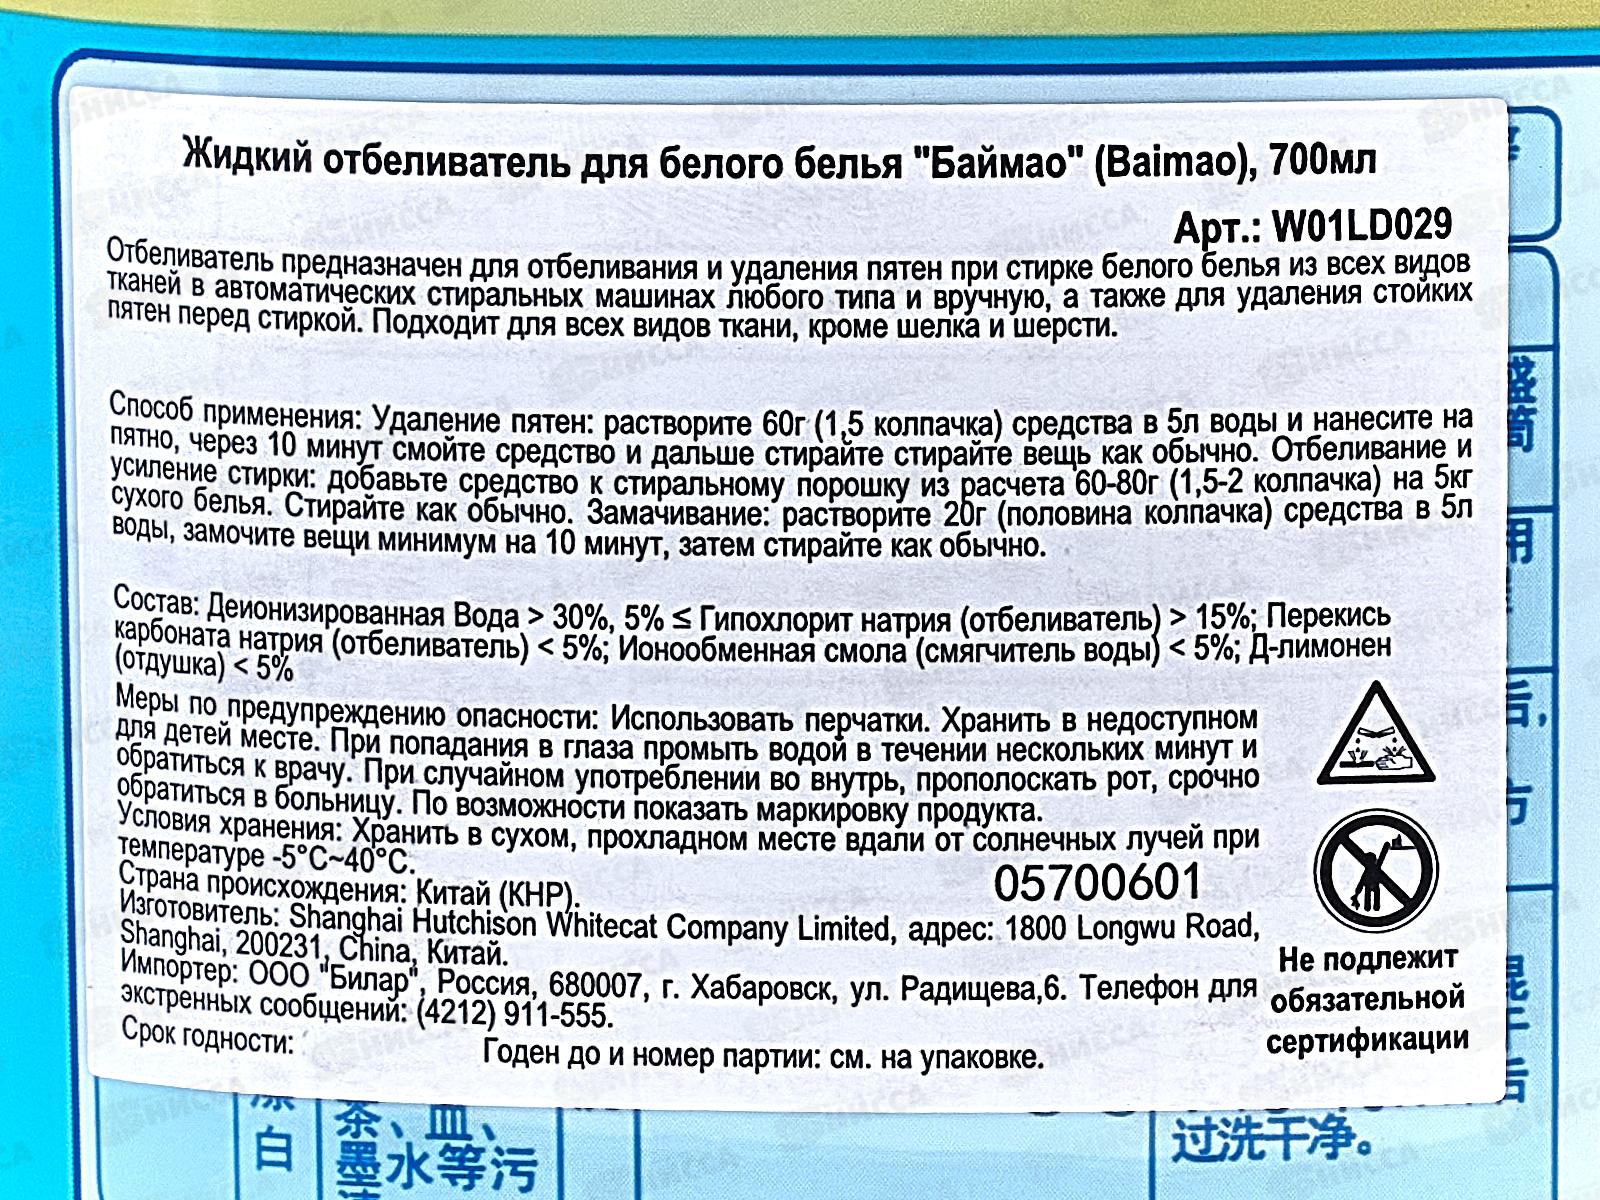 Жидкий отбеливатель для белого белья "Баймао" (Baimao), 700мл
Арт.: W01LD029
Отбеливатель предназначен для отбеливания и удаления пятен при стирке белого белья из всех видов
тканей в автоматических стиральных машинах любого типа и вручную, а также для удаления стойких
пятен перед стиркой. Подходит для всех видов ткани, кроме шелка и шерсти.
Способ применения: Удаление пятен: растворите 60г (1,5 колпачка) средства в 5л воды и нанесите на
пятно, через 10 минут смойте средство и дальше стирайте стирайте вещь как обычно. Отбеливание и
усиление стирки: добавьте средство к стиральному порошку из расчета 60-80г (1,5-2 колпачка) на 5кг
сухого белья. Стирайте как обычно. Замачивание: растворите 20г (половина колпачка) средства в 5л
воды, замочите вещи минимум на 10 минут, затем стирайте как обычно.
Состав: Деионизированная Вода > 30%, 5% ≤ Гипохлорит натрия (отбеливатель) > 15%; Перекись
карбоната натрия (отбеливатель) < 5%; Ионообменная смола (смягчитель воды) < 5%; Д-лимонен
(отдушка) < 5%
Меры по предупреждению опасности: Использовать перчатки. Хранить в недоступном
для детей месте. При попадания в глаза промыть водой в течении нескольких минут и
обратиться к врачу. При случайном употреблении во внутрь, прополоскать рот, срочно
обратиться в больницу. По возможности показать маркировку продукта.
Условия хранения: Хранить в сухом, прохладном месте вдали от солнечных лучей при
температуре -5°C~40°C.
Страна происхождения: Китай (КНР).
05700601
Изготовитель: Shanghai Hutchison Whitecat Company Limited, адрес: 1800 Longwu Road,
Shanghai, 200231, China, Китай.
Импортер: ООО "Билар", Россия, 680007, г. Хабаровск, ул. Радищева,6. Телефон для
экстренных сообщений: (4212) 911-555.
Срок годности:
Годен до и номер партии: см. на упаковке.
Не подлежит
обязательной
сертификации
用
白
茶、血、
墨水等污
过洗干净。